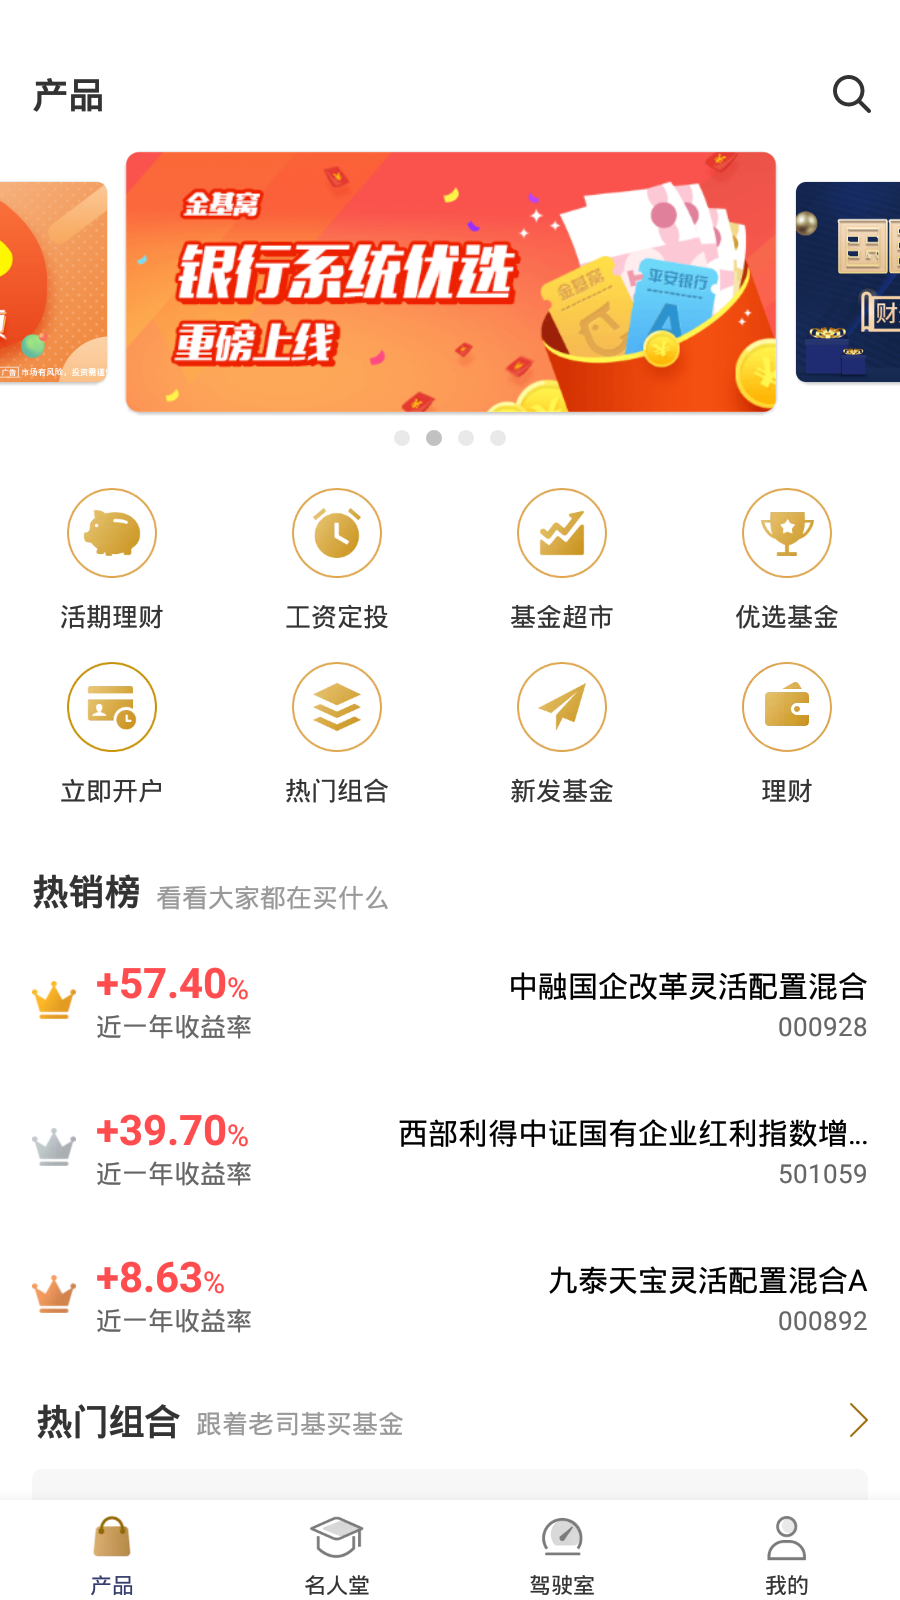 产品
金基窝
银行系统优选
重磅上线
金基窝
平安银行
广告 市场有风险，投资需谨
财
活期理财
工资定投
基金超市
优选基金
立即开户
热门组合
新发基金
理财
热销榜 看看大家都在买什么
+57.40%
中融国企改革灵活配置混合
近一年收益率
000928
+39.70%
西部利得中证国有企业红利指数增...
近一年收益率
501059
+8.63%
九泰天宝灵活配置混合A
近一年收益率
000892
热门组合 跟着老司基买基金
产品
名人堂
驾驶室
我的